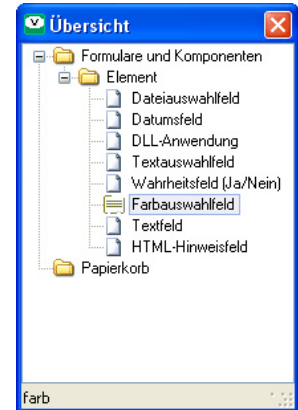 Übersicht
Formulare und Komponenten
Element
Dateiauswahlfeld
Datumsfeld
DLL-Anwendung
Textauswahlfeld
Wahrheitsfeld (Ja/Nein)
Farbauswahlfeld
Textfeld
HTML-Hinweisfeld
Papierkorb
farb